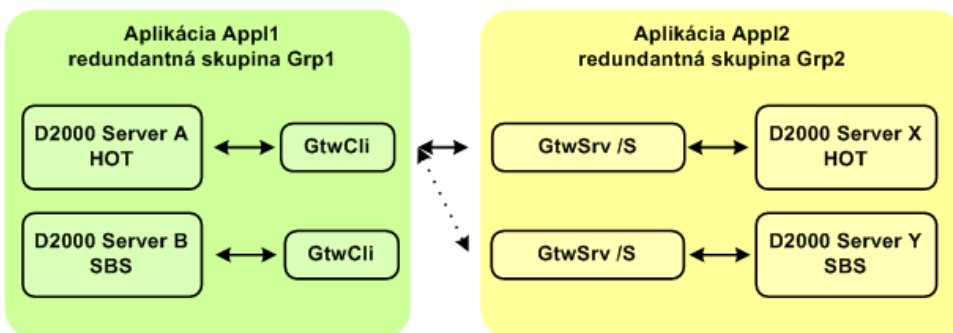 Aplikácia Appl1
redundantná skupina Grp1
D2000 Server A
HOT
GtwCli
D2000 Server B
SBS
GtwCli
Aplikácia Appl2
redundantná skupina Grp2
GtwSrv /S
D2000 Server X
HOT
GtwSrv /S
D2000 Server Y
SBS